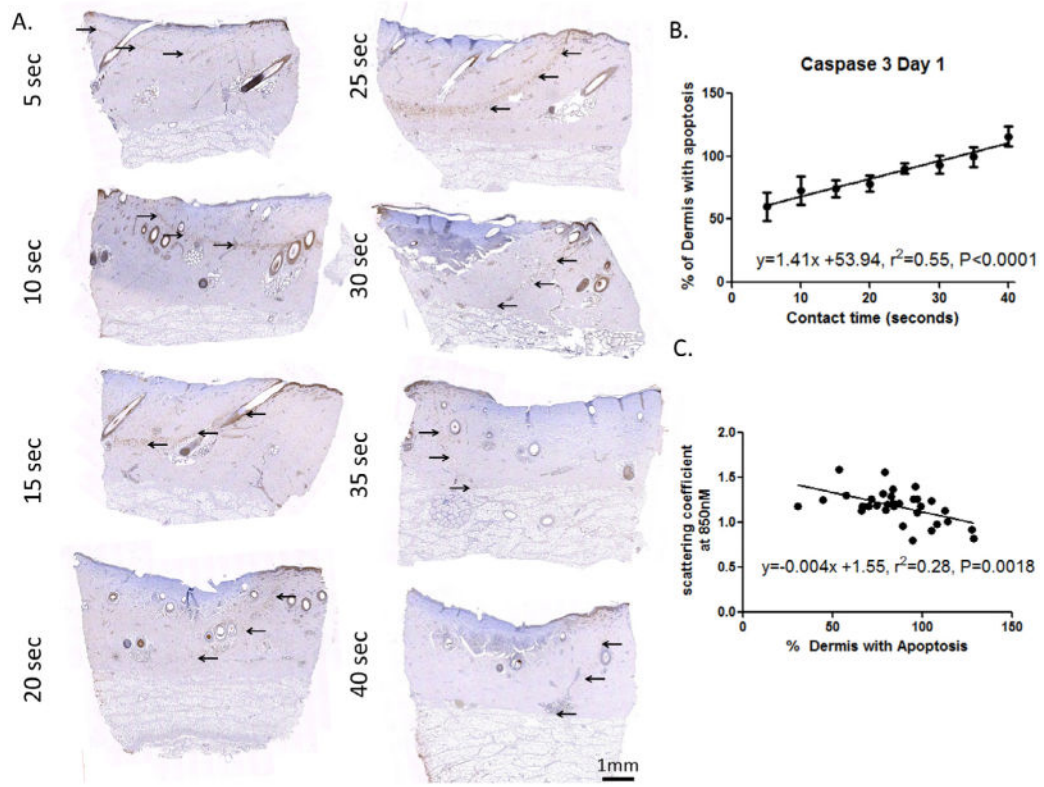 A.
5 sec
10 sec
15 sec
20 sec
25 sec
30 sec
35 sec
40 sec
1mm
B.
Caspase 3 Day 1
% of Dermis with apoptosis
150
100
50
0
y=1.41x +53.94, r²=0.55, P<0.0001
0 10 20 30 40
Contact time (seconds)
C.
scattering coefficient
at 850nM
2.0
1.5
1.0
0.5
0.0
y=-0.004x +1.55, r²=0.28, P=0.0018
0 50 100 150
% Dermis with Apoptosis